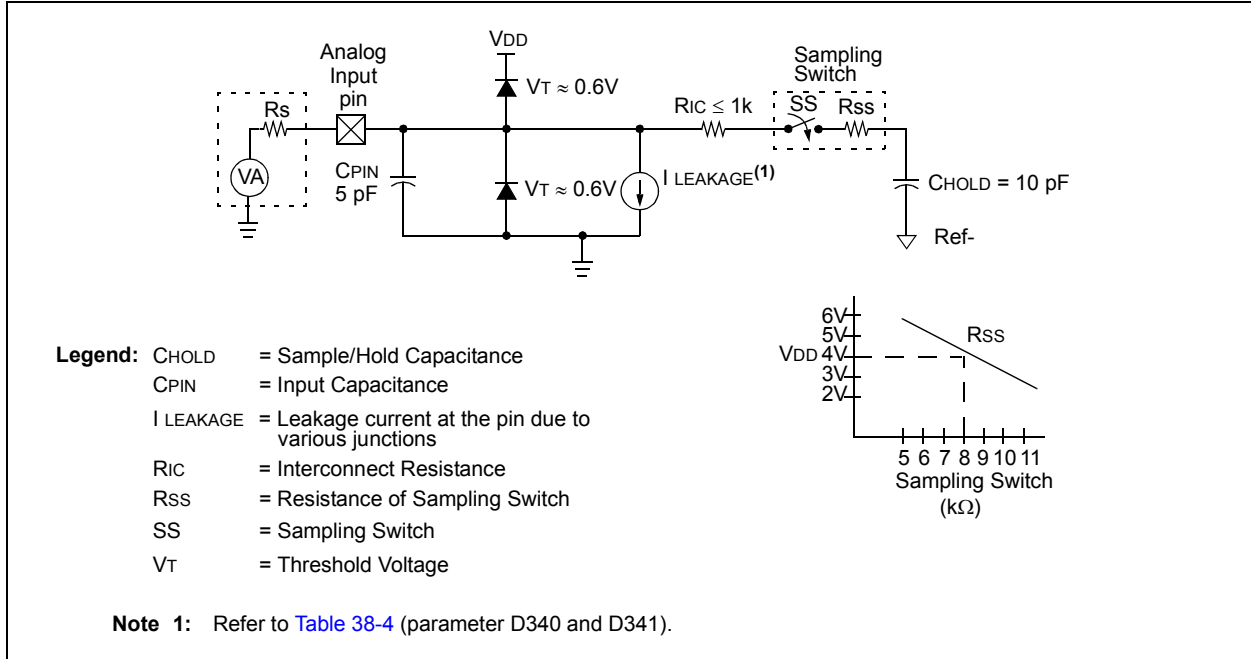 VDD
Analog
Input
pin
Sampling
Switch
VT ≈ 0.6V
RIC ≤ 1k
SS
Rss
Rs
VA
CPIN
5 pF
VT ≈ 0.6V
I LEAKAGE(1)
CHOLD = 10 pF
Ref-
6V
5V
VDD 4V
3V
2V
RSS
5 6 7 8 9 10 11
Sampling Switch
(kΩ)
Legend: CHOLD = Sample/Hold Capacitance
CPIN = Input Capacitance
I LEAKAGE = Leakage current at the pin due to
various junctions
RIC = Interconnect Resistance
RSS = Resistance of Sampling Switch
SS = Sampling Switch
VT = Threshold Voltage
Note 1: Refer to Table 38-4 (parameter D340 and D341).